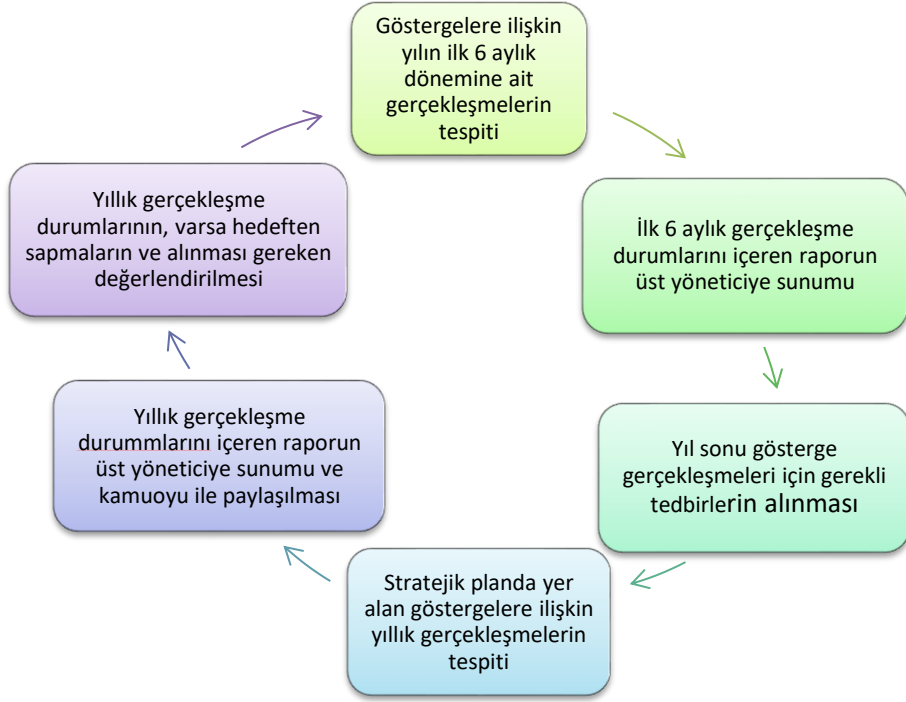 Göstergelere ilişkin
yılın ilk 6 aylık
dönemine ait
gerçekleşmelerin
tespiti
İlk 6 aylık gerçekleşme
durumlarını içeren raporun
üst yöneticiye sunumu
Yıl sonu gösterge
gerçekleşmeleri için gerekli
tedbirlerin alınması
Stratejik planda yer
alan göstergelere ilişkin
yıllık gerçekleşmelerin
tespiti
Yıllık gerçekleşme
durummlarını içeren raporun
üst yöneticiye sunumu ve
kamuoyu ile paylaşılması
Yıllık gerçekleşme
durumlarının, varsa hedeften
sapmaların ve alınması gereken
değerlendirilmesi